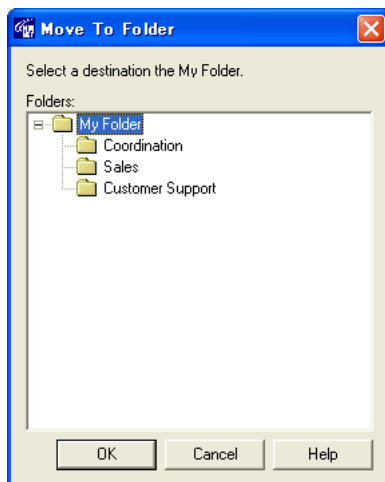 Move To Folder
Select a destination the My Folder.
Folders:
My Folder
Coordination
Sales
Customer Support
OK Cancel Help